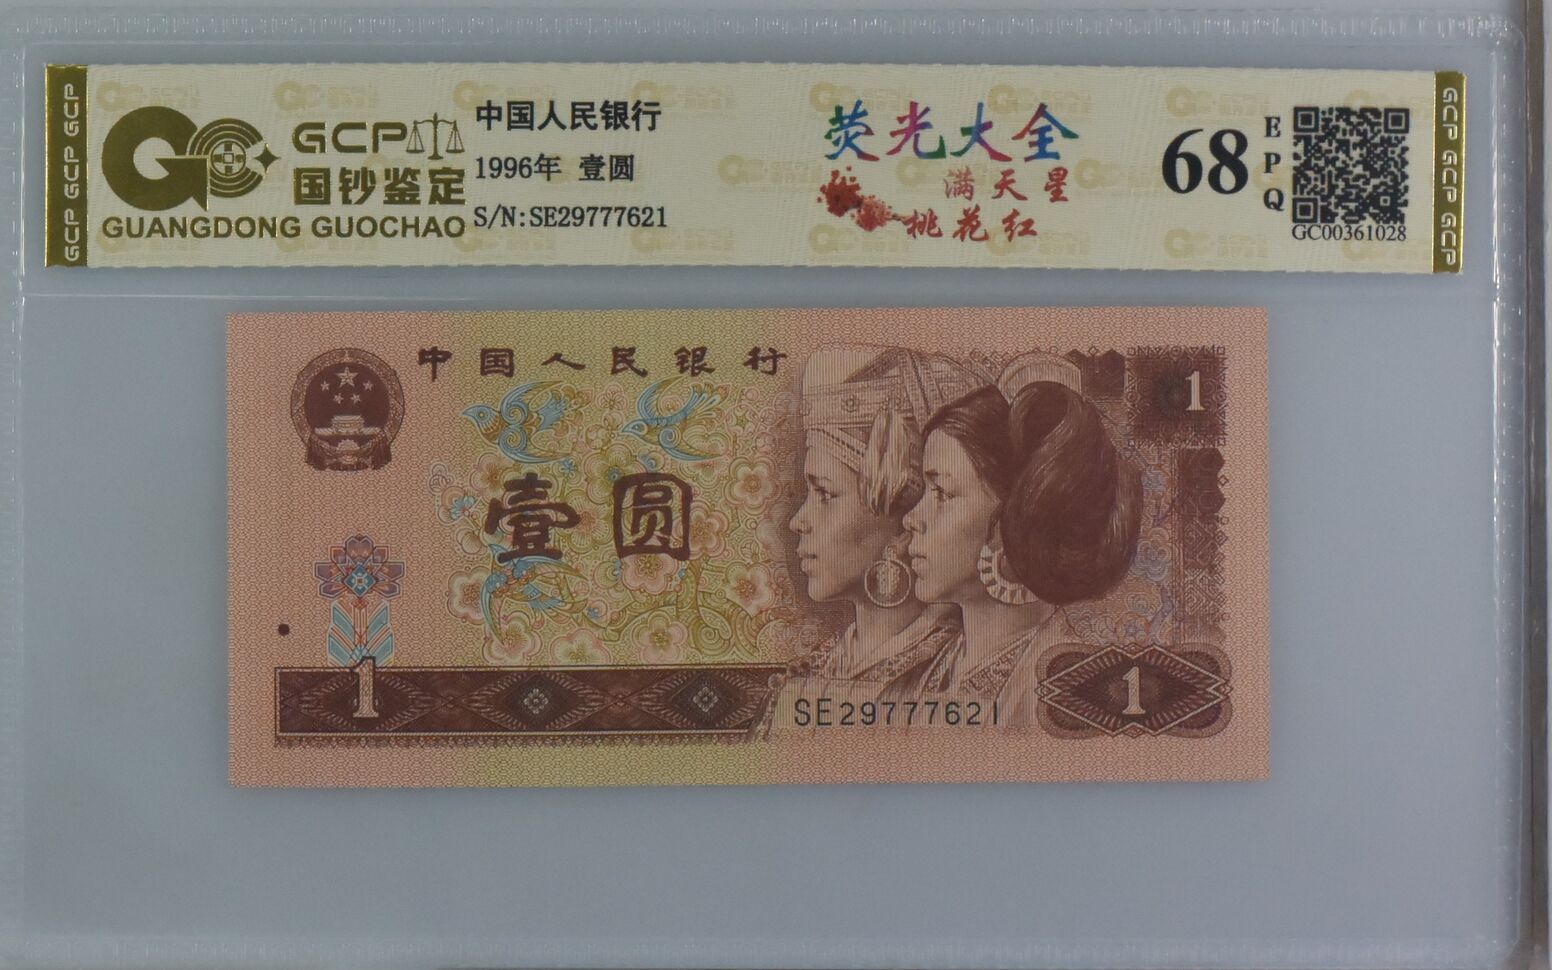 GCP GCP GCP
GCP
国钞鉴定
GUANGDONG GUOCHAO
中国人民银行
1996年 壹圆
S/N:SE29777621
荧光大全
满天星
桃花红
68
EPQ
GC00361028
GCP GCP GCP
中国人民银行
1
壹圆
1
SE29777621
1